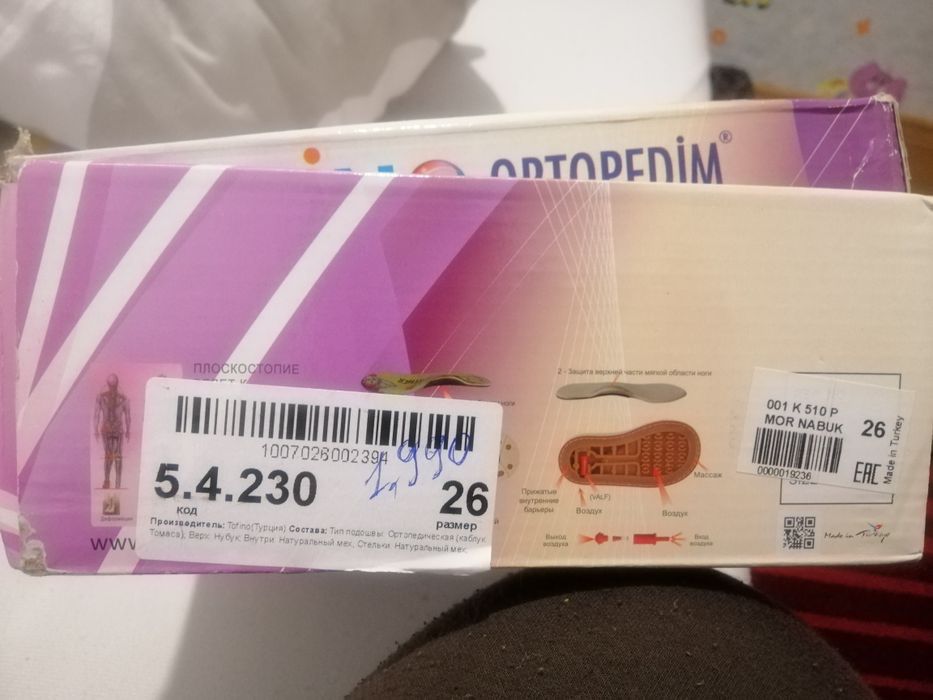 ORTOPEDİM®
ПЛОСКОСТОПИЕ
2 - Защита верхней части мягкой области ноги
1007026002394
1,990
5.4.230
код
26
размер
Производитель: Tofino(Турция) Состава: Тип подошвы: Ортопедическая (каблук
Томаса), Верх: Нубук, Внутри: Натуральный мех, Стельки: Натуральный мех,
Деформация
www
Прижатые
внутренние
барьеры
(VALF)
Воздух
Воздух
Массаж
Выход
воздуха
Вход
воздуха
001 K 510 P
MOR NABUK
26
0000019236
EAC
Made in Turkey
Made in Turkey